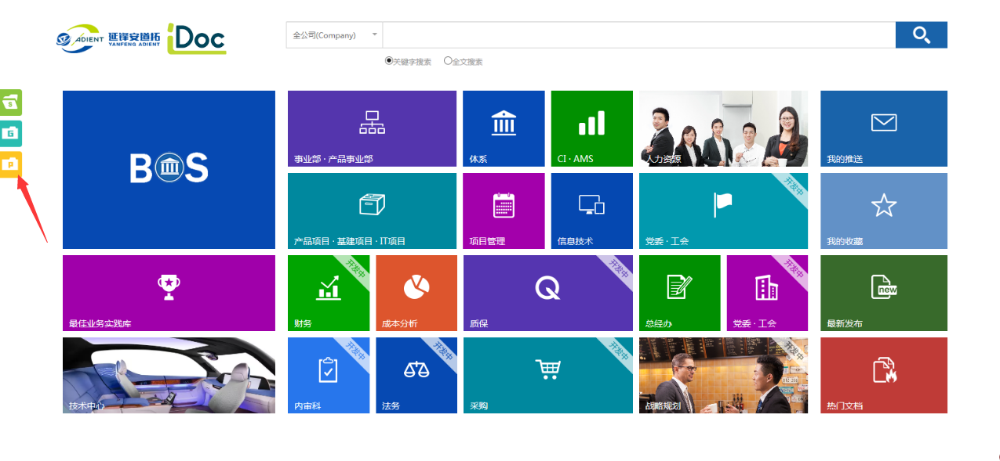 ADIENT 延锋安道拓 iDoc
YANFENG ADIENT
全公司(Company)
关键字搜索 全文搜索
S
G
P
BOS
事业部 · 产品事业部
体系
CI · AMS
人力资源
我的推送
产品项目 · 基建项目 · IT项目
项目管理
信息技术
开发中
党委 · 工会
我的收藏
最佳业务实践库
开发中
财务
成本分析
Q
开发中
质保
总经办
开发中
党委 · 工会
new
最新发布
技术中心
开发中
内审科
开发中
法务
开发中
采购
开发中
战略规划
热门文档